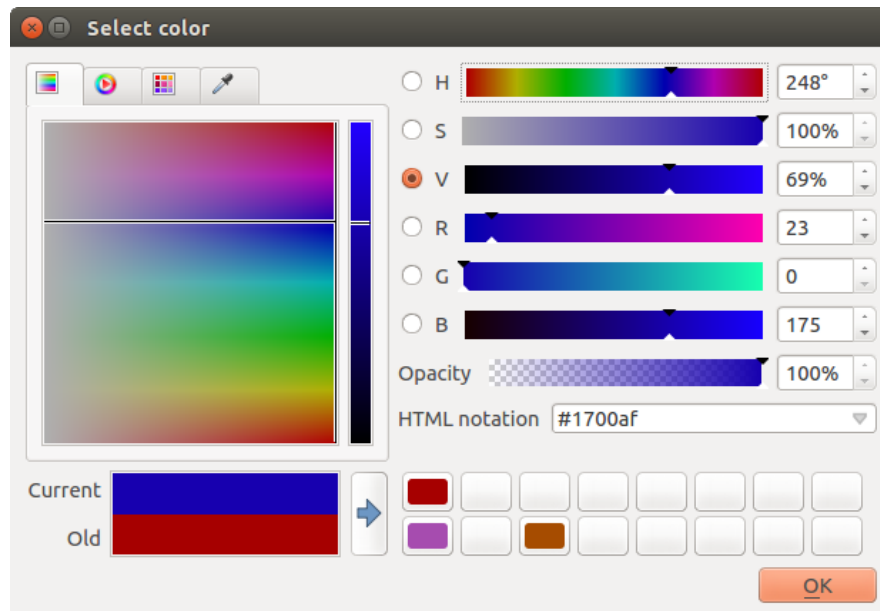 Select color
H 248°
S 100%
V 69%
R 23
G 0
B 175
Opacity 100%
HTML notation #1700af
Current
Old
OK